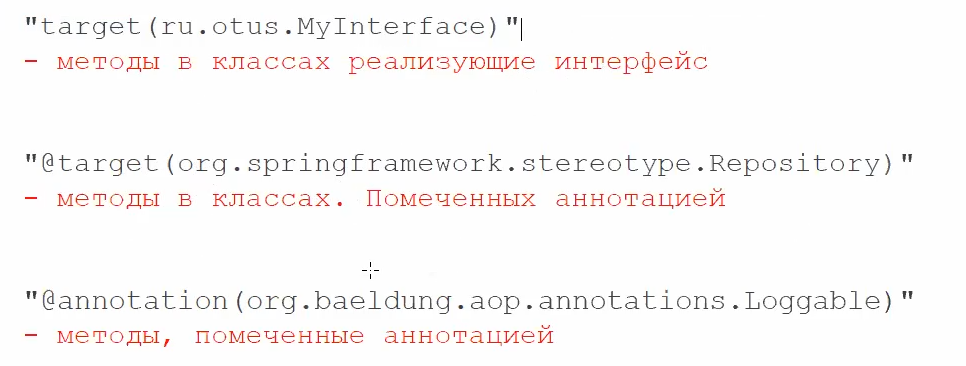 "target(ru.otus.MyInterface)"
- методы в классах реализующие интерфейс
"@target(org.springframework.stereotype.Repository)"
- методы в классах. Помеченных аннотацией
"@annotation(org.baeldung.aop.annotations.Loggable)"
- методы, помеченные аннотацией